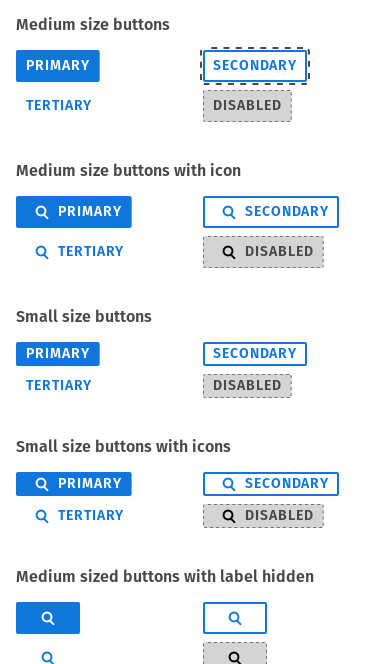 Medium size buttons
PRIMARY SECONDARY
TERTIARY DISABLED
Medium size buttons with icon
PRIMARY SECONDARY
TERTIARY DISABLED
Small size buttons
PRIMARY SECONDARY
TERTIARY DISABLED
Small size buttons with icons
PRIMARY SECONDARY
TERTIARY DISABLED
Medium sized buttons with label hidden